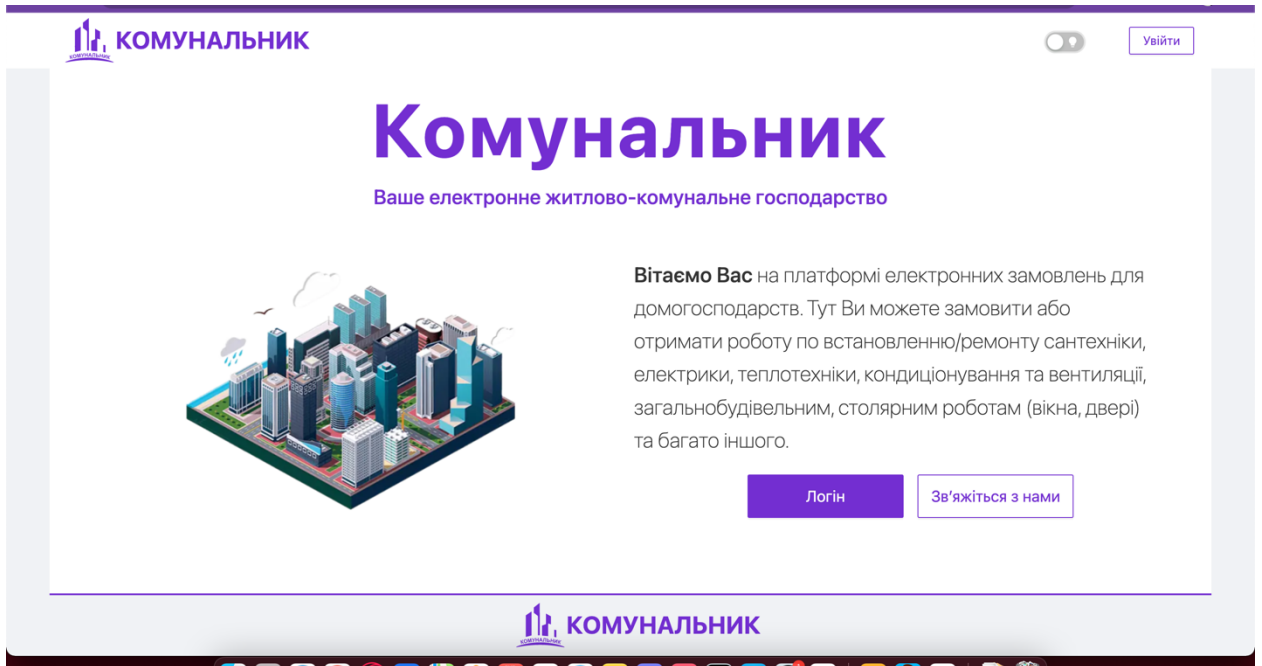 КОМУНАЛЬНИК
КОМУНАЛЬНИК
Увійти
Комунальник
Ваше електронне житлово-комунальне господарство
Вітаємо Вас на платформі електронних замовлень для
домогосподарств. Тут Ви можете замовити або
отримати роботу по встановленню/ремонту сантехніки,
електрики, теплотехніки, кондиціонування та вентиляції,
загальнобудівельним, столярним роботам (вікна, двері)
та багато іншого.
Логін
Зв’яжіться з нами
КОМУНАЛЬНИК
КОМУНАЛЬНИК